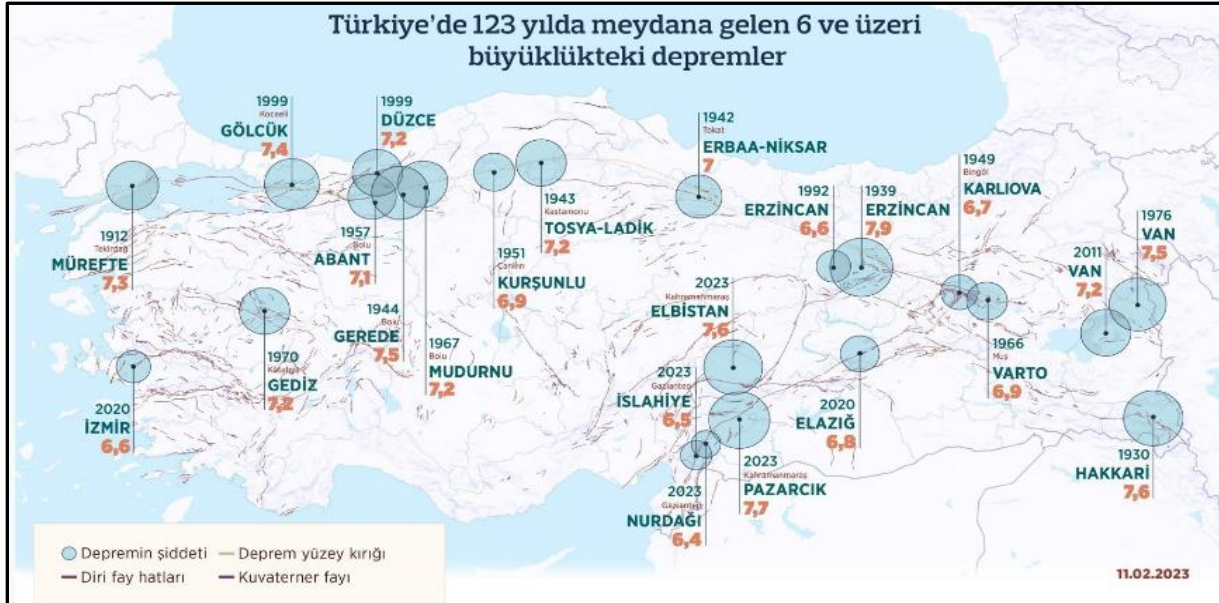 Türkiye'de 123 yılda meydana gelen 6 ve üzeri
büyüklükteki depremler
1999
Kocaeli
GÖLCÜK
7,4
1999
DÜZCE
7,2
1942
Tokat
ERBAA-NİKSAR
7
1949
Bingöl
KARLIOVA
6,7
1992
ERZİNCAN
6,6
1939
ERZİNCAN
7,9
1976
VAN
7,5
1912
Tekirdağ
MÜREFTE
7,3
1957
Bolu
ABANT
7,1
1943
Kastamonu
TOSYA-LADİK
7,2
1951
Çankırı
KURŞUNLU
6,9
2011
VAN
7,2
2023
Kahramanmaraş
ELBİSTAN
7,6
1944
Bolu
GEREDE
7,5
1967
Bolu
MUDURNU
7,2
1966
Muş
VARTO
6,9
1970
Kütahya
GEDİZ
7,2
2023
Gaziantep
İSLAHİYE
6,5
2020
İZMİR
6,6
2020
ELAZIĞ
6,8
1930
HAKKARİ
7,6
2023
Kahramanmaraş
PAZARCIK
7,7
2023
Gaziantep
NURDAĞI
6,4
Depremin şiddeti
Deprem yüzey kırığı
Diri fay hatları
Kuvaterner fayı
11.02.2023